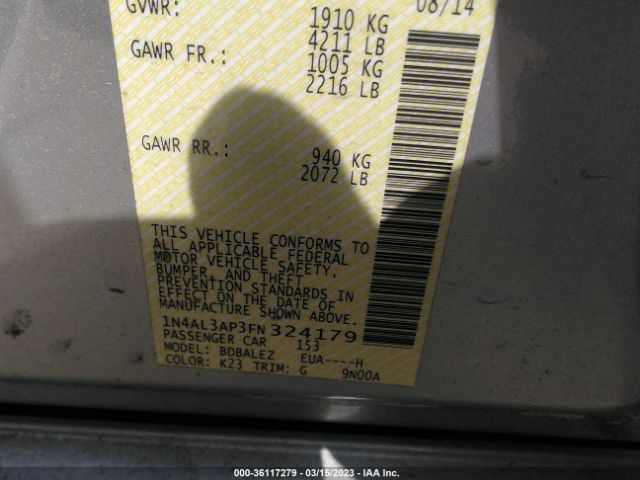 GVWR: 08/14
1910 KG
4211 LB
GAWR FR.: 1005 KG
2216 LB
GAWR RR.: 940 KG
2072 LB
THIS VEHICLE CONFORMS TO
ALL APPLICABLE FEDERAL
MOTOR VEHICLE SAFETY,
BUMPER, AND THEFT
PREVENTION STANDARDS IN
EFFECT ON THE DATE OF
MANUFACTURE SHOWN ABOVE.
1N4AL3AP3FN 324179
PASSENGER CAR 153
MODEL: BDBALEZ EUA----H
COLOR: K23 TRIM: G 9N00A
000-36117279 - 03/15/2023 - IAA Inc.